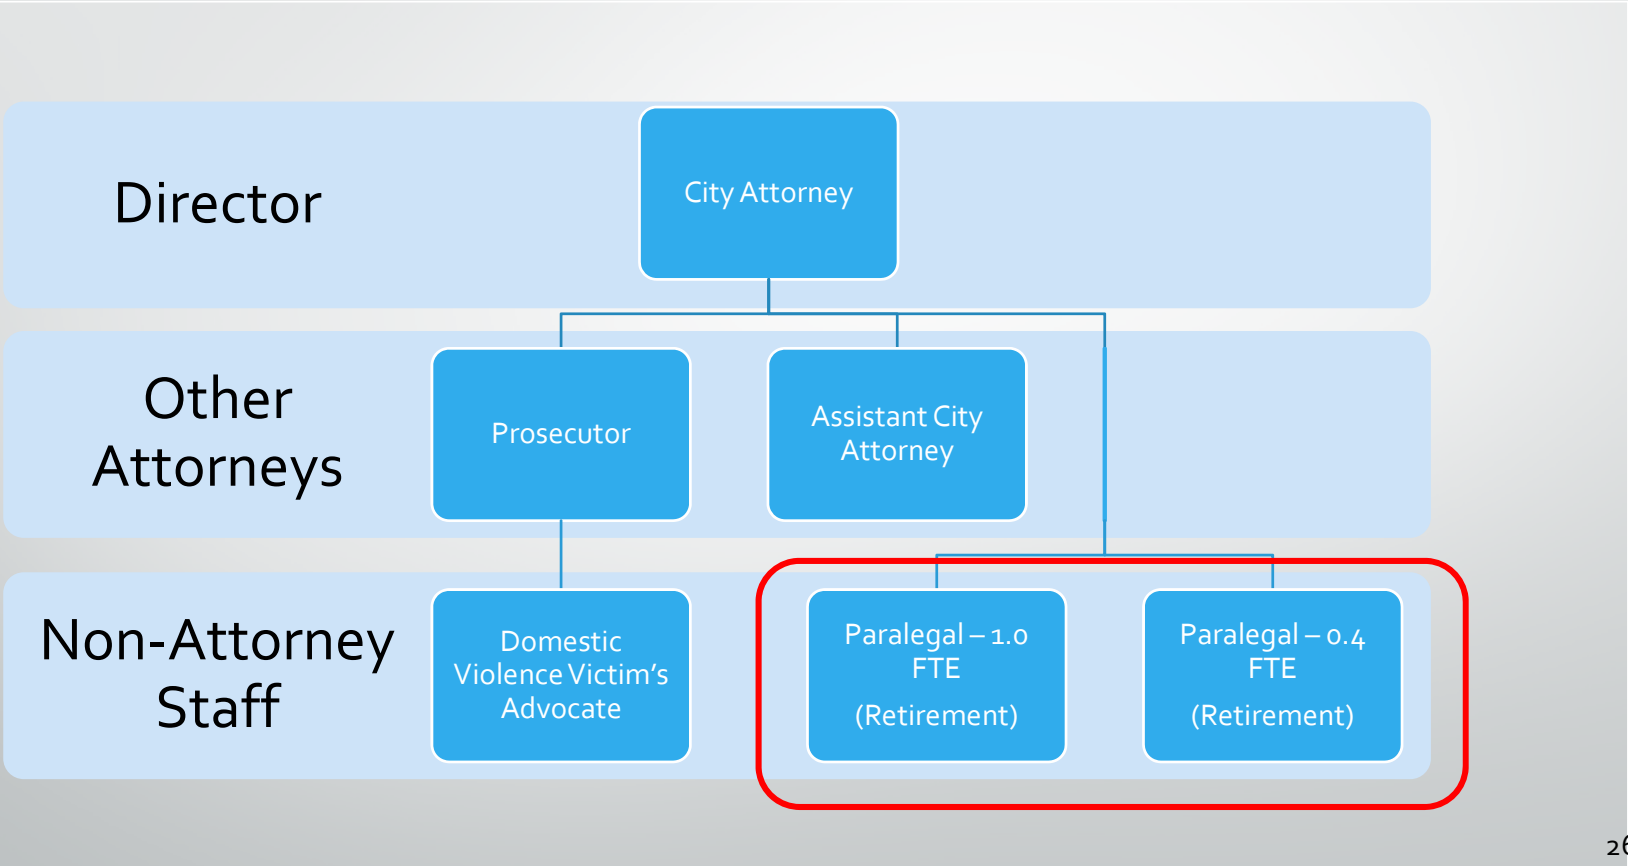 Director
City Attorney
Other
Attorneys
Prosecutor
Assistant City
Attorney
Non-Attorney
Staff
Domestic
Violence Victim’s
Advocate
Paralegal – 1.0
FTE
(Retirement)
Paralegal – 0.4
FTE
(Retirement)
26